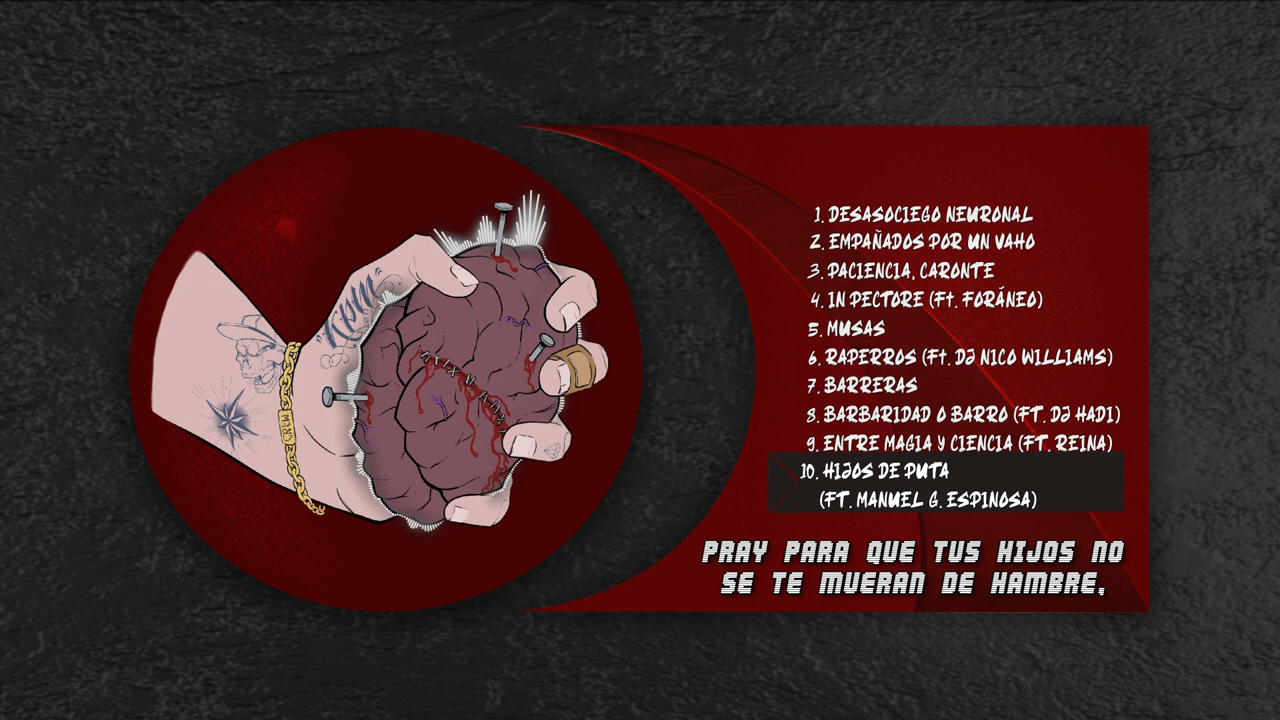 1. DESASOCIEGO NEURONAL
2. EMPAÑADOS POR UN VAHO
3. PACIENCIA, CARONTE
4. IN PECTORE (Ft. FORÁNEO)
5. MUSAS
6. RAPERROS (Ft. DJ NICO WILLIAMS)
7. BARRERAS
8. BARBARIDAD O BARRO (FT. DJ HADI)
9. ENTRE MAGIA Y CIENCIA (FT. REINA)
10. HIJOS DE PUTA
(FT. MANUEL G. ESPINOSA)
PRAY PARA QUE TUS HIJOS NO
SE TE MUERAN DE HAMBRE,
"Kpm"